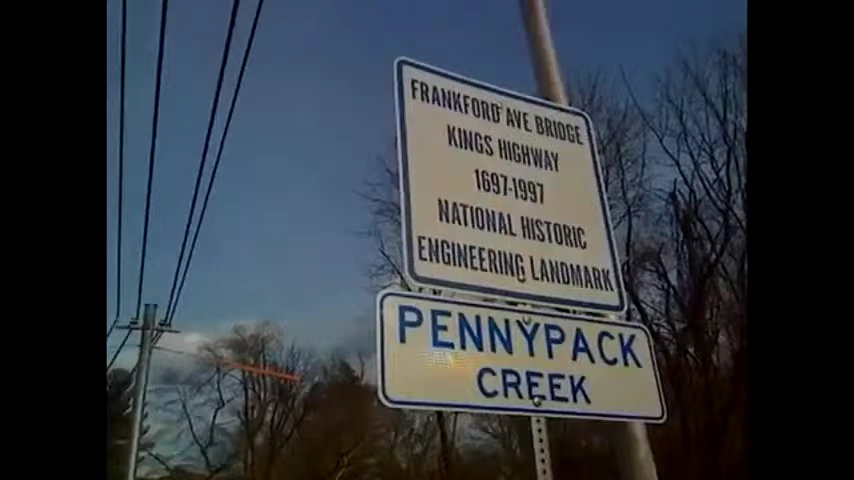 FRANKFORD AVE BRIDGE
KINGS HIGHWAY
1697-1997
NATIONAL HISTORIC
ENGINEERING LANDMARK
PENNYPACK
CREEK